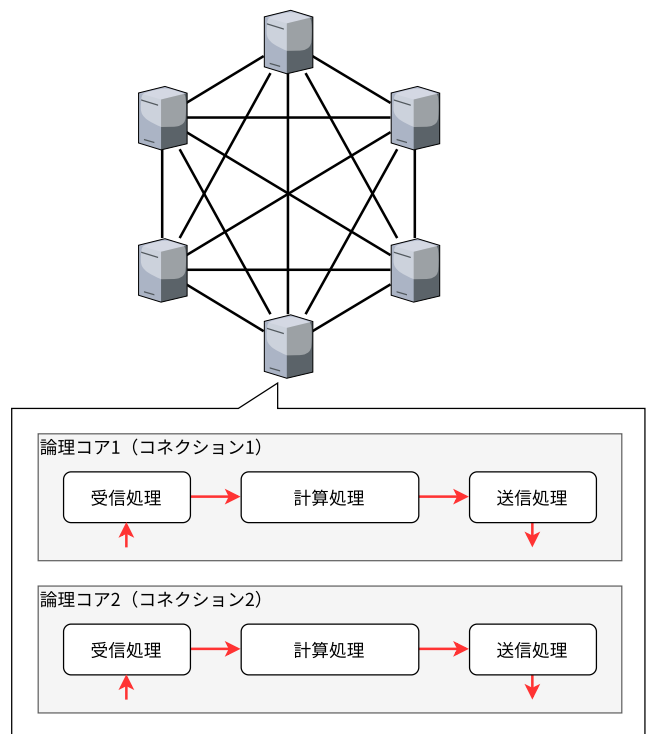 論理コア1（コネクション1）
受信処理
計算処理
送信処理
論理コア2（コネクション2）
受信処理
計算処理
送信処理